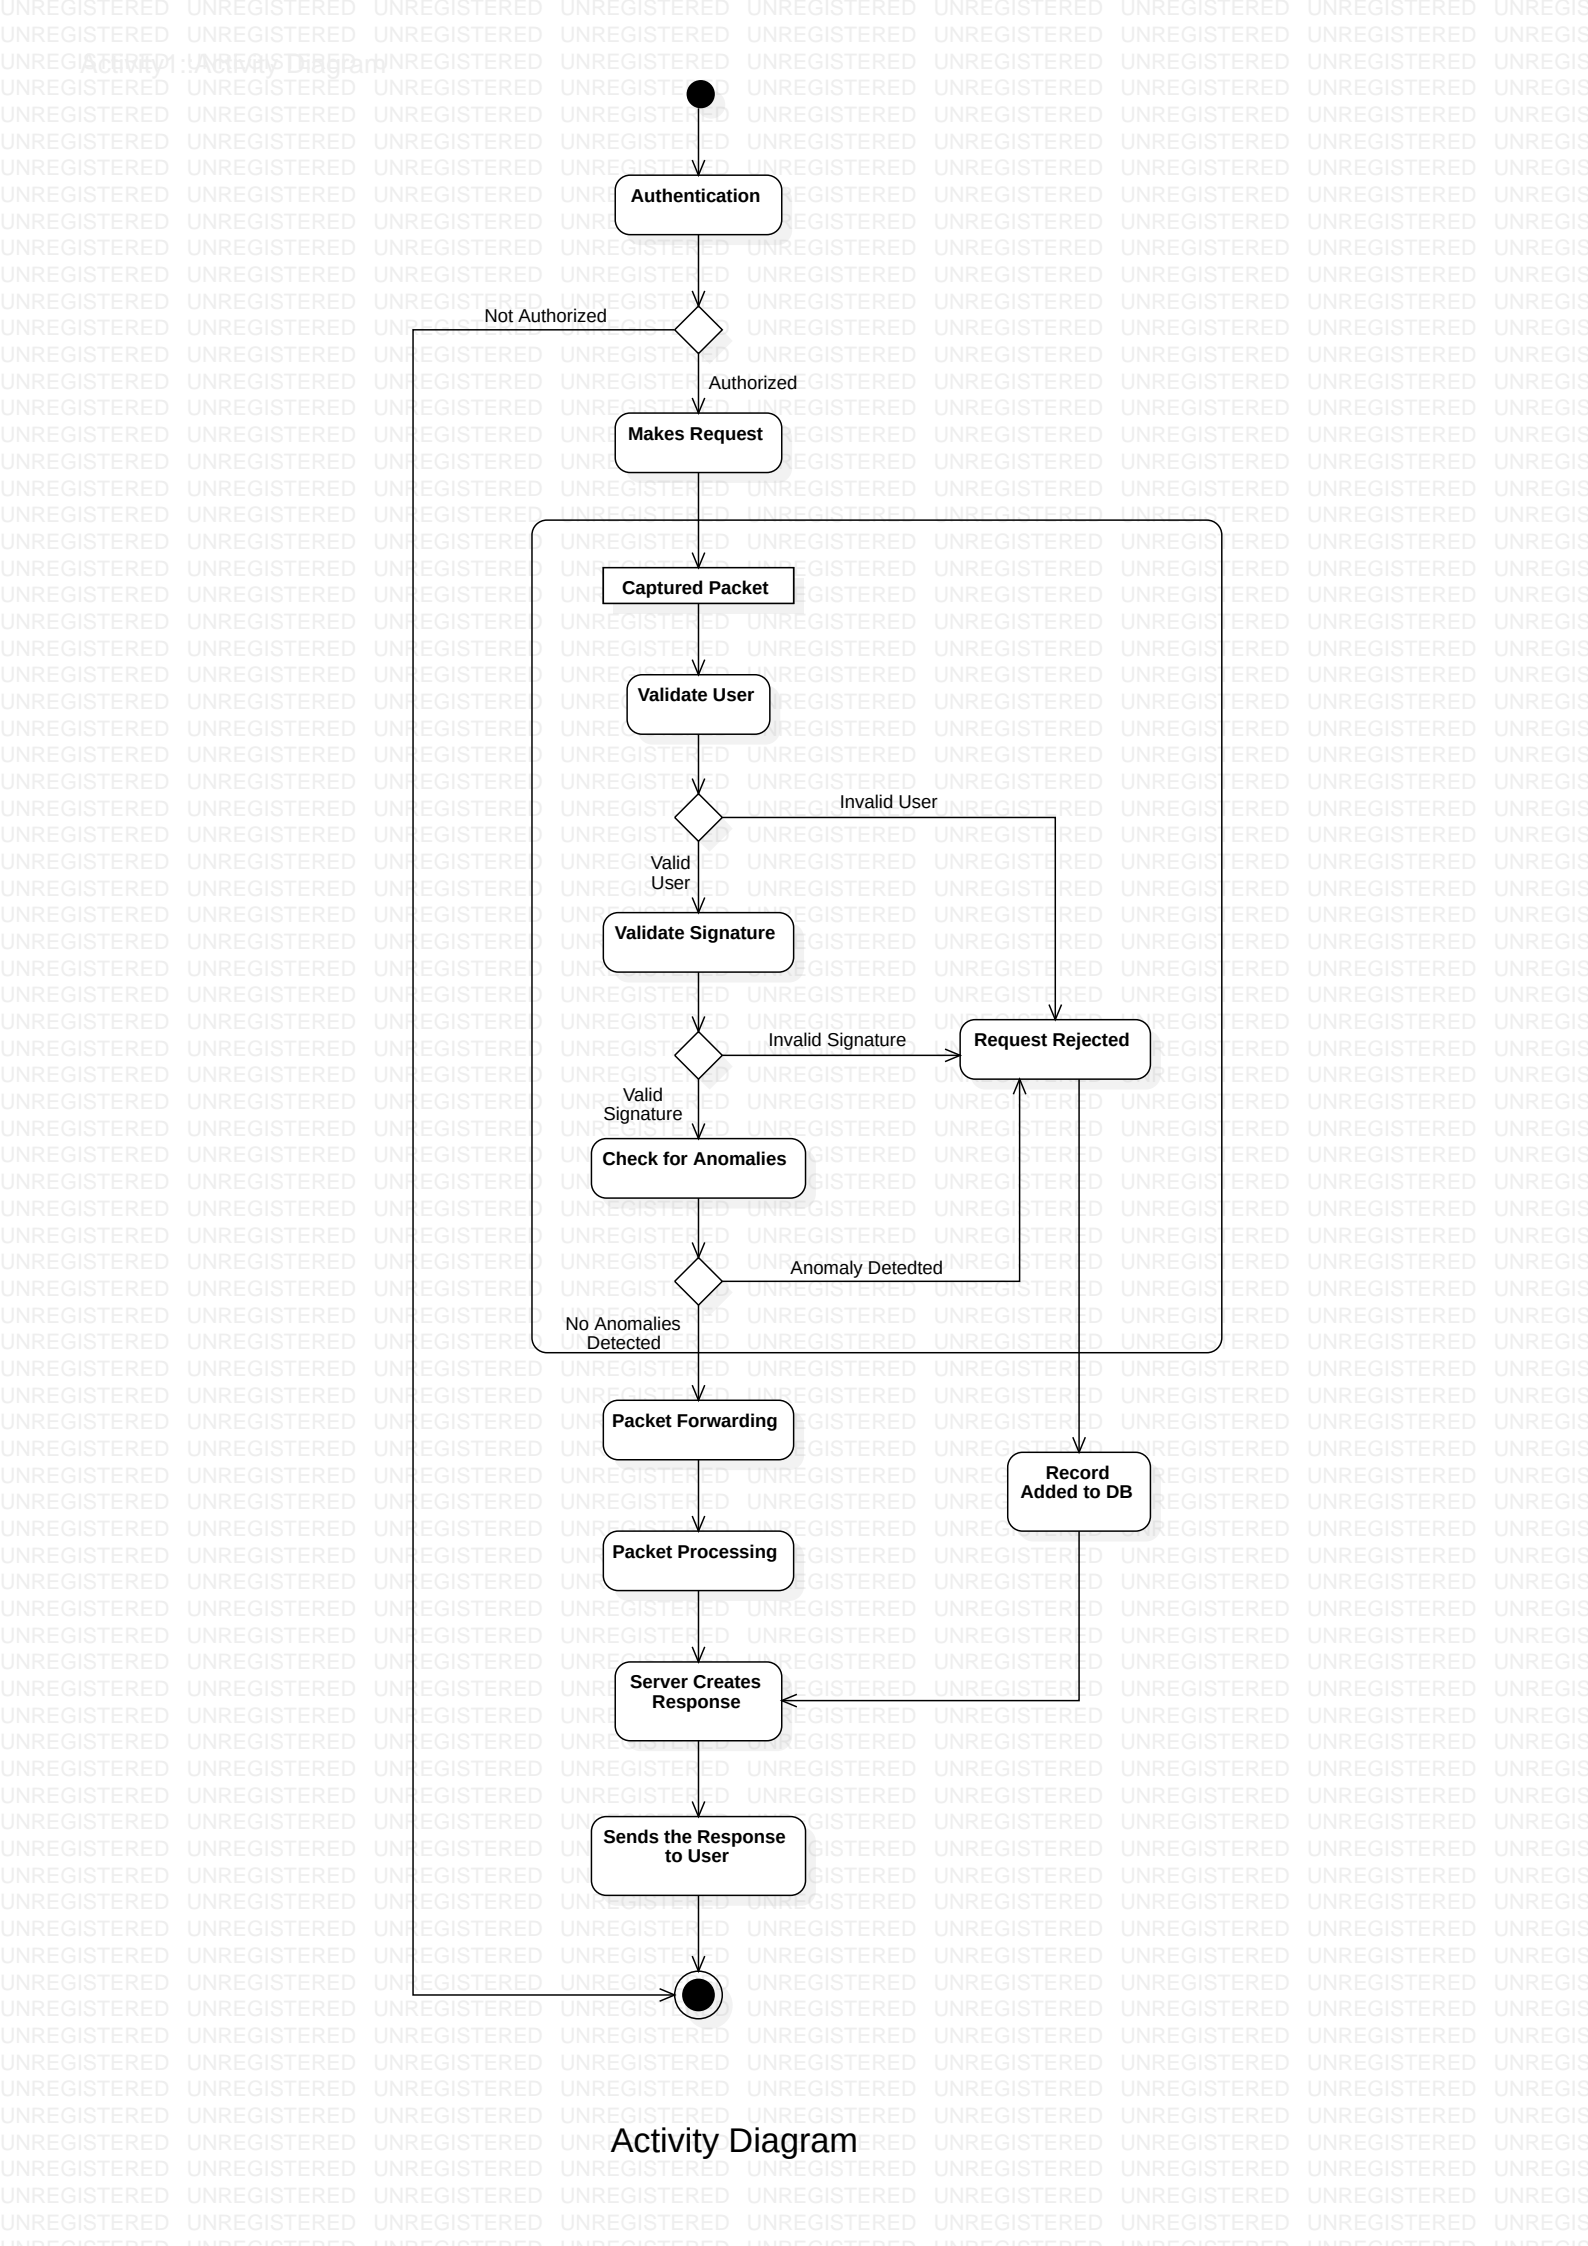 Activity1::Activity Diagram
Authentication
Not Authorized
Authorized
Makes Request
Captured Packet
Validate User
Invalid User
Valid
User
Validate Signature
Invalid Signature
Request Rejected
Valid
Signature
Check for Anomalies
Anomaly Detedted
No Anomalies
Detected
Packet Forwarding
Record
Added to DB
Packet Processing
Server Creates
Response
Sends the Response
to User
Activity Diagram
UNREGISTERED